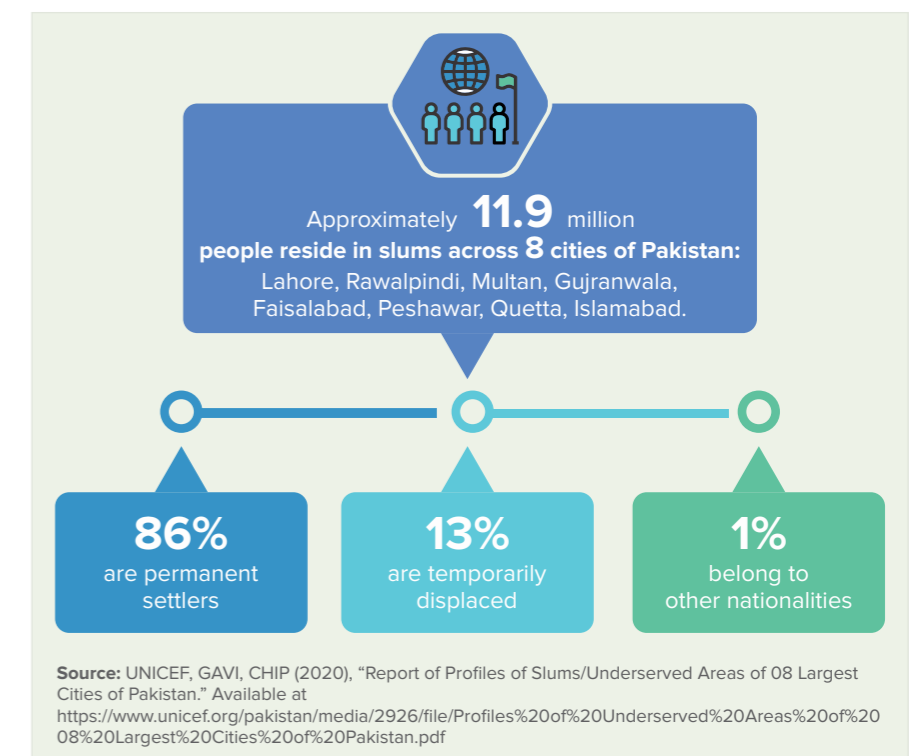 Approximately 11.9 million
people reside in slums across 8 cities of Pakistan:
Lahore, Rawalpindi, Multan, Gujranwala,
Faisalabad, Peshawar, Quetta, Islamabad.
86%
are permanent
settlers
13%
are temporarily
displaced
1%
belong to
other nationalities
Source: UNICEF, GAVI, CHIP (2020), “Report of Profiles of Slums/Underserved Areas of 08 Largest
Cities of Pakistan.” Available at
https://www.unicef.org/pakistan/media/2926/file/Profiles%20of%20Underserved%20Areas%20of%20
08%20Largest%20Cities%20of%20Pakistan.pdf